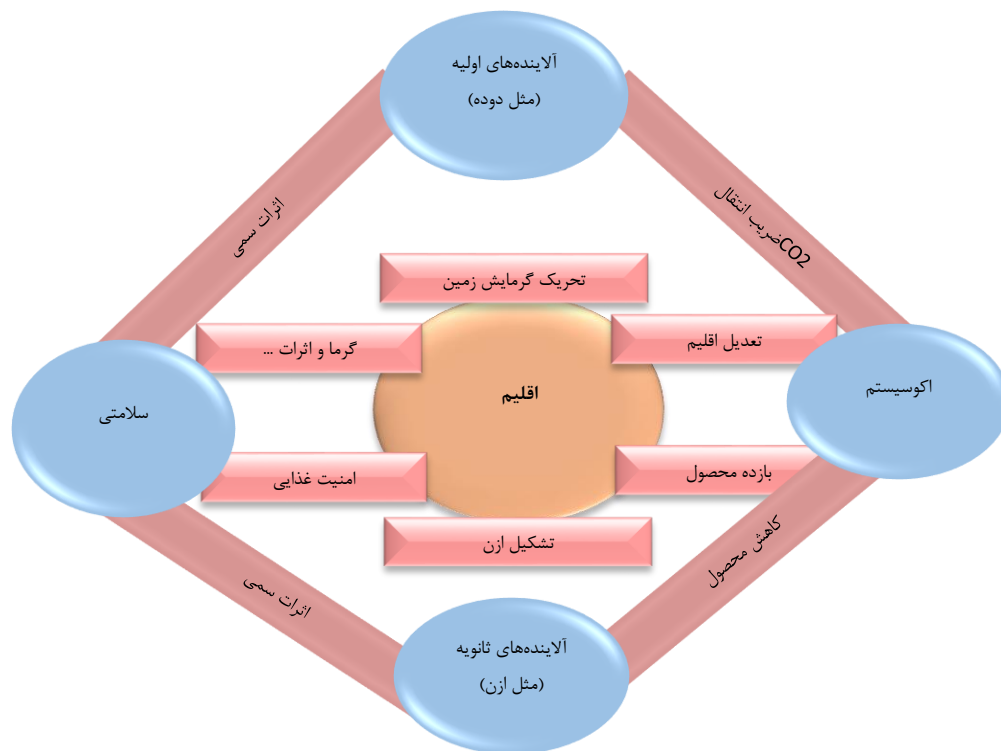 آلاینده‌های اولیه
(مثل دوده)
اثرات سمی
ضریب انتقال CO2
تحریک گرمایش زمین
تعدیل اقلیم
گرما و اثرات ...
اقلیم
اکوسیستم
سلامتی
بازده محصول
امنیت غذایی
تشکیل ازن
کاهش محصول
اثرات سمی
آلاینده‌های ثانویه
(مثل ازن)